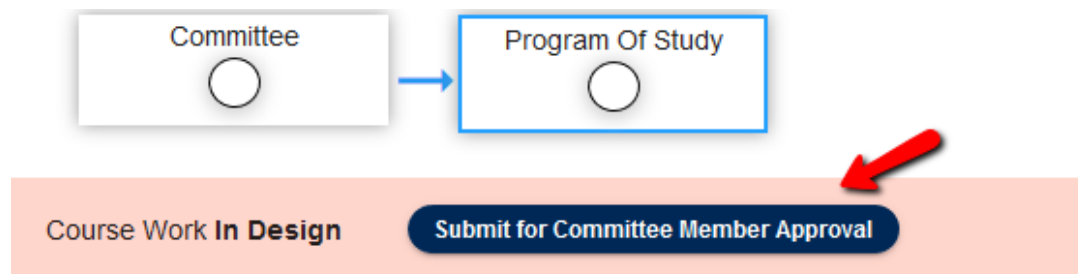 Committee
Program Of Study
Course Work In Design
Submit for Committee Member Approval